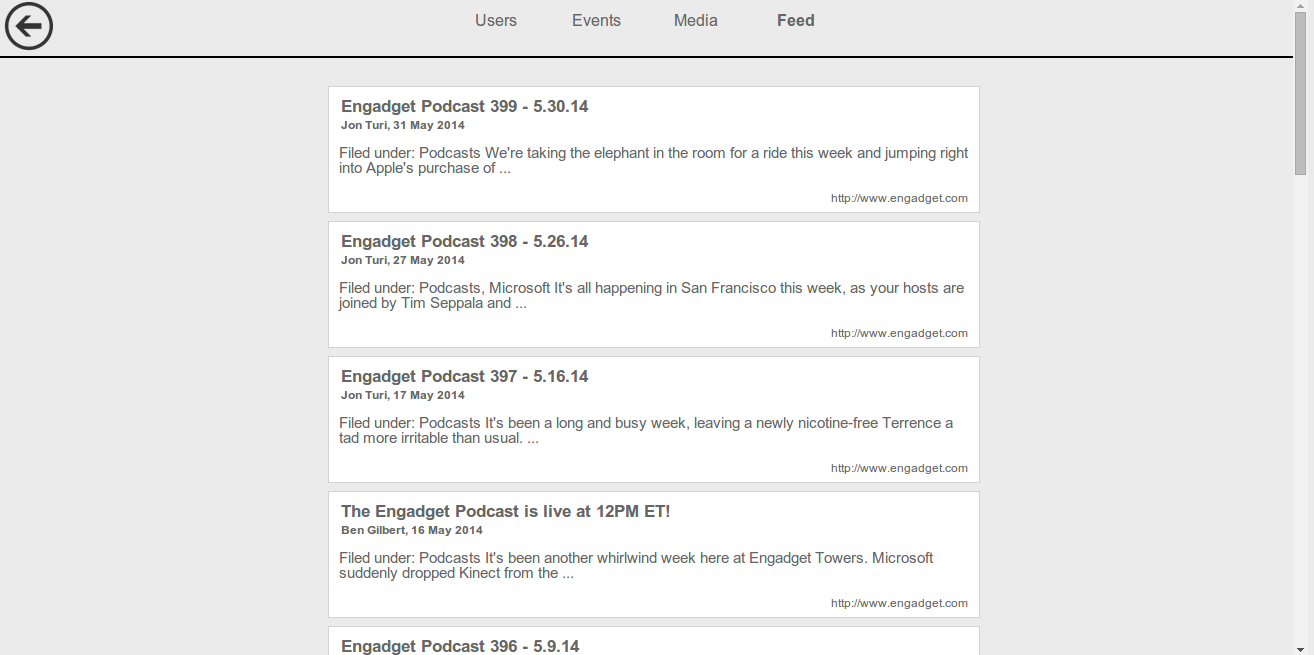 Users Events Media Feed
Engadget Podcast 399 - 5.30.14
Jon Turi, 31 May 2014
Filed under: Podcasts We're taking the elephant in the room for a ride this week and jumping right
into Apple's purchase of ...
http://www.engadget.com
Engadget Podcast 398 - 5.26.14
Jon Turi, 27 May 2014
Filed under: Podcasts, Microsoft It's all happening in San Francisco this week, as your hosts are
joined by Tim Seppala and ...
http://www.engadget.com
Engadget Podcast 397 - 5.16.14
Jon Turi, 17 May 2014
Filed under: Podcasts It's been a long and busy week, leaving a newly nicotine-free Terrence a
tad more irritable than usual. ...
http://www.engadget.com
The Engadget Podcast is live at 12PM ET!
Ben Gilbert, 16 May 2014
Filed under: Podcasts It's been another whirlwind week here at Engadget Towers. Microsoft
suddenly dropped Kinect from the ...
http://www.engadget.com
Engadget Podcast 396 - 5.9.14